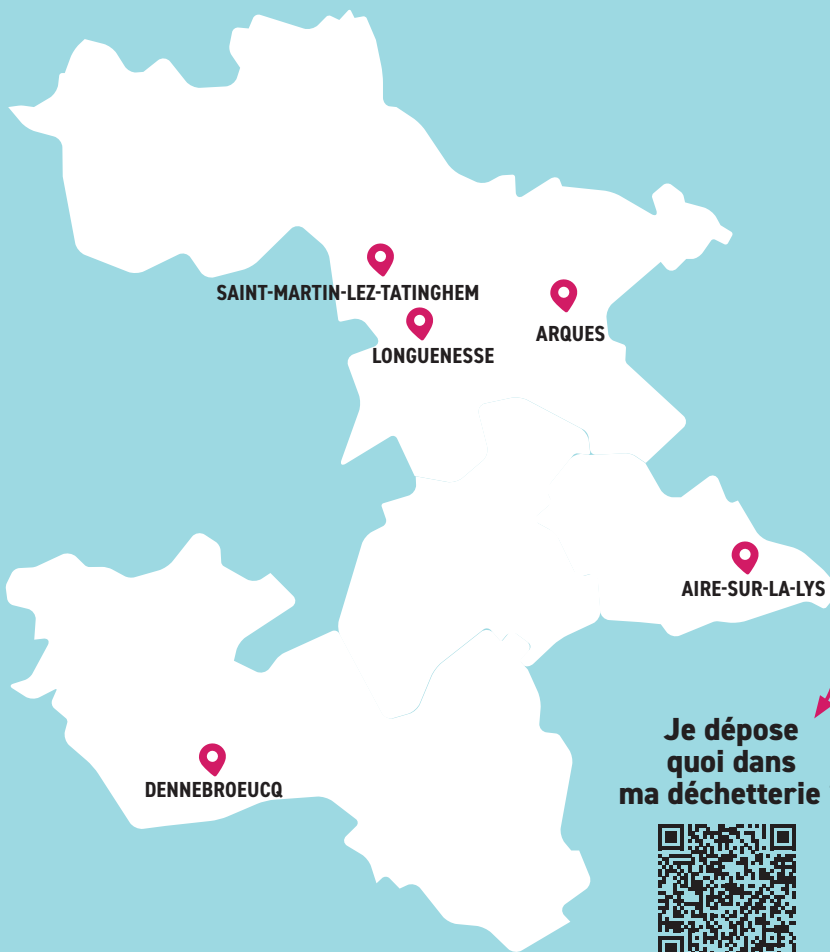 SAINT-MARTIN-LEZ-TATINGHEM
ARQUES
LONGUENESSE
AIRE-SUR-LA-LYS
DENNEBROEUCQ
Je dépose
quoi dans
ma déchetterie